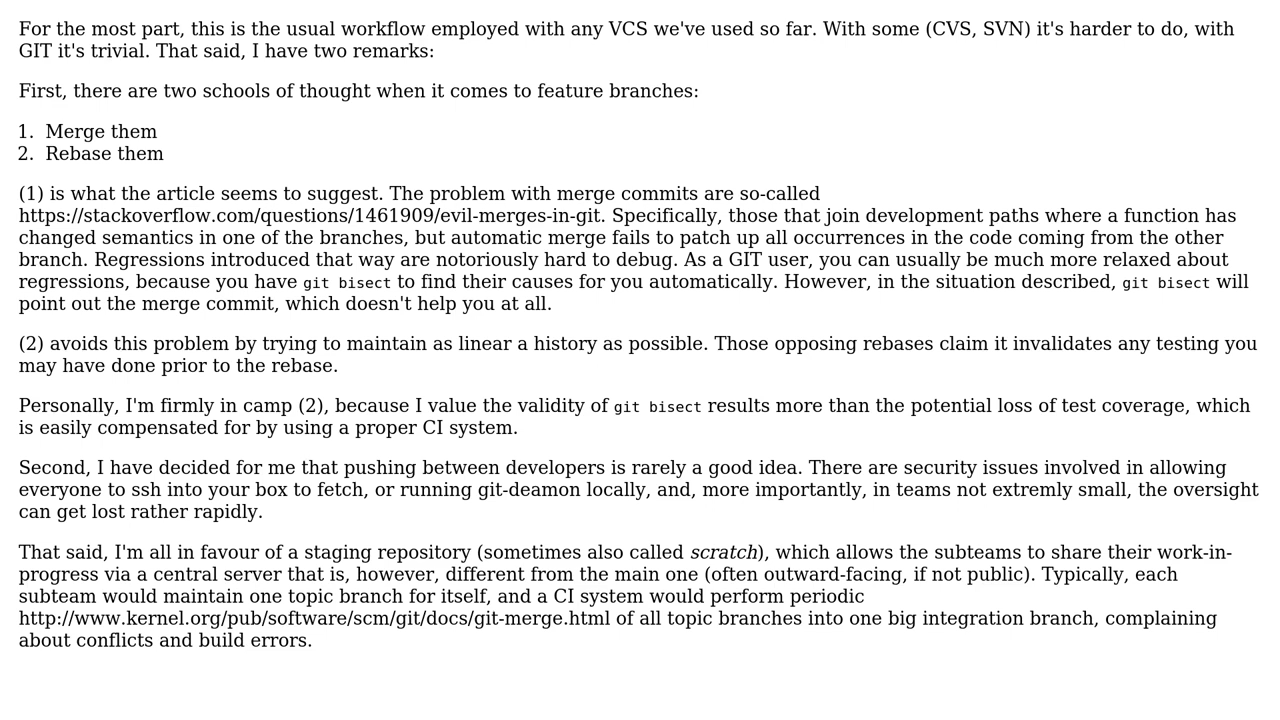 For the most part, this is the usual workflow employed with any VCS we've used so far. With some (CVS, SVN) it's harder to do, with
GIT it's trivial. That said, I have two remarks:
First, there are two schools of thought when it comes to feature branches:
1. Merge them
2. Rebase them
(1) is what the article seems to suggest. The problem with merge commits are so-called
https://stackoverflow.com/questions/1461909/evil-merges-in-git. Specifically, those that join development paths where a function has
changed semantics in one of the branches, but automatic merge fails to patch up all occurrences in the code coming from the other
branch. Regressions introduced that way are notoriously hard to debug. As a GIT user, you can usually be much more relaxed about
regressions, because you have git bisect to find their causes for you automatically. However, in the situation described, git bisect will
point out the merge commit, which doesn't help you at all.
(2) avoids this problem by trying to maintain as linear a history as possible. Those opposing rebases claim it invalidates any testing you
may have done prior to the rebase.
Personally, I'm firmly in camp (2), because I value the validity of git bisect results more than the potential loss of test coverage, which
is easily compensated for by using a proper CI system.
Second, I have decided for me that pushing between developers is rarely a good idea. There are security issues involved in allowing
everyone to ssh into your box to fetch, or running git-deamon locally, and, more importantly, in teams not extremly small, the oversight
can get lost rather rapidly.
That said, I'm all in favour of a staging repository (sometimes also called scratch), which allows the subteams to share their work-in-
progress via a central server that is, however, different from the main one (often outward-facing, if not public). Typically, each
subteam would maintain one topic branch for itself, and a CI system would perform periodic
http://www.kernel.org/pub/software/scm/git/docs/git-merge.html of all topic branches into one big integration branch, complaining
about conflicts and build errors.